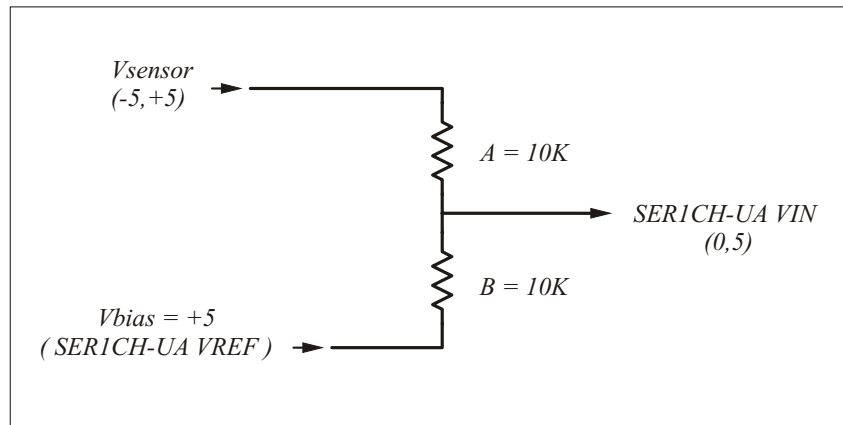 Vsensor
(-5,+5)
A = 10K
SER1CH-UA VIN
(0,5)
B = 10K
Vbias = +5
( SER1CH-UA VREF )